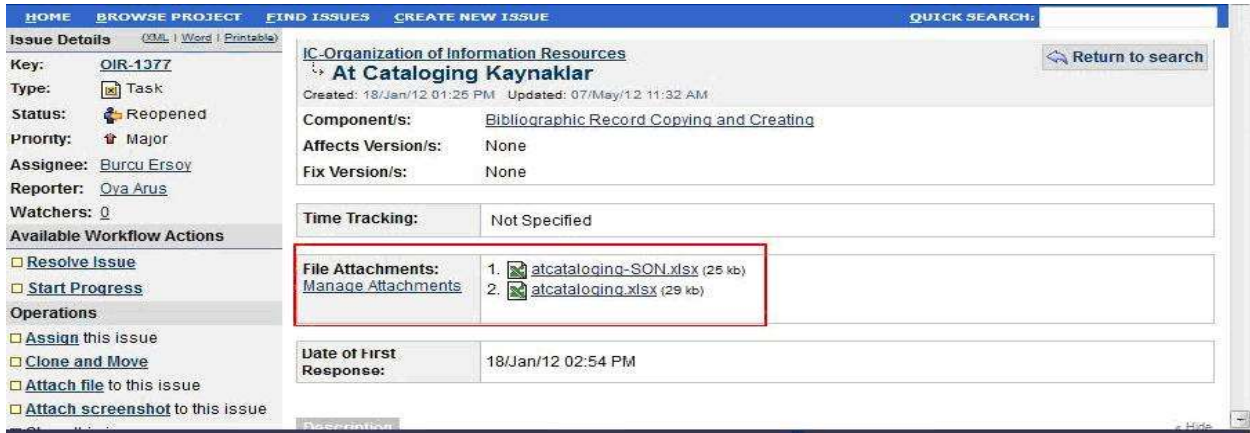 HOME BROWSE PROJECT FIND ISSUES CREATE NEW ISSUE QUICK SEARCH:
Issue Details (XML | Word | Printable)
Key: OIR-1377
Type: Task
Status: Reopened
Priority: Major
Assignee: Burcu Ersoy
Reporter: Oya Arus
Watchers: 0
Available Workflow Actions
Resolve Issue
Start Progress
Operations
Assign this issue
Clone and Move
Attach file to this issue
Attach screenshot to this issue
IC-Organization of Information Resources
At Cataloging Kaynaklar
Return to search
Created: 18/Jan/12 01:25 PM Updated: 07/May/12 11:32 AM
Component/s: Bibliographic Record Copying and Creating
Affects Version/s: None
Fix Version/s: None
Time Tracking: Not Specified
File Attachments: 1. atcataloging-SON.xlsx (25 kb)
Manage Attachments 2. atcataloging.xlsx (29 kb)
Date of First
Response: 18/Jan/12 02:54 PM
Description « Hide